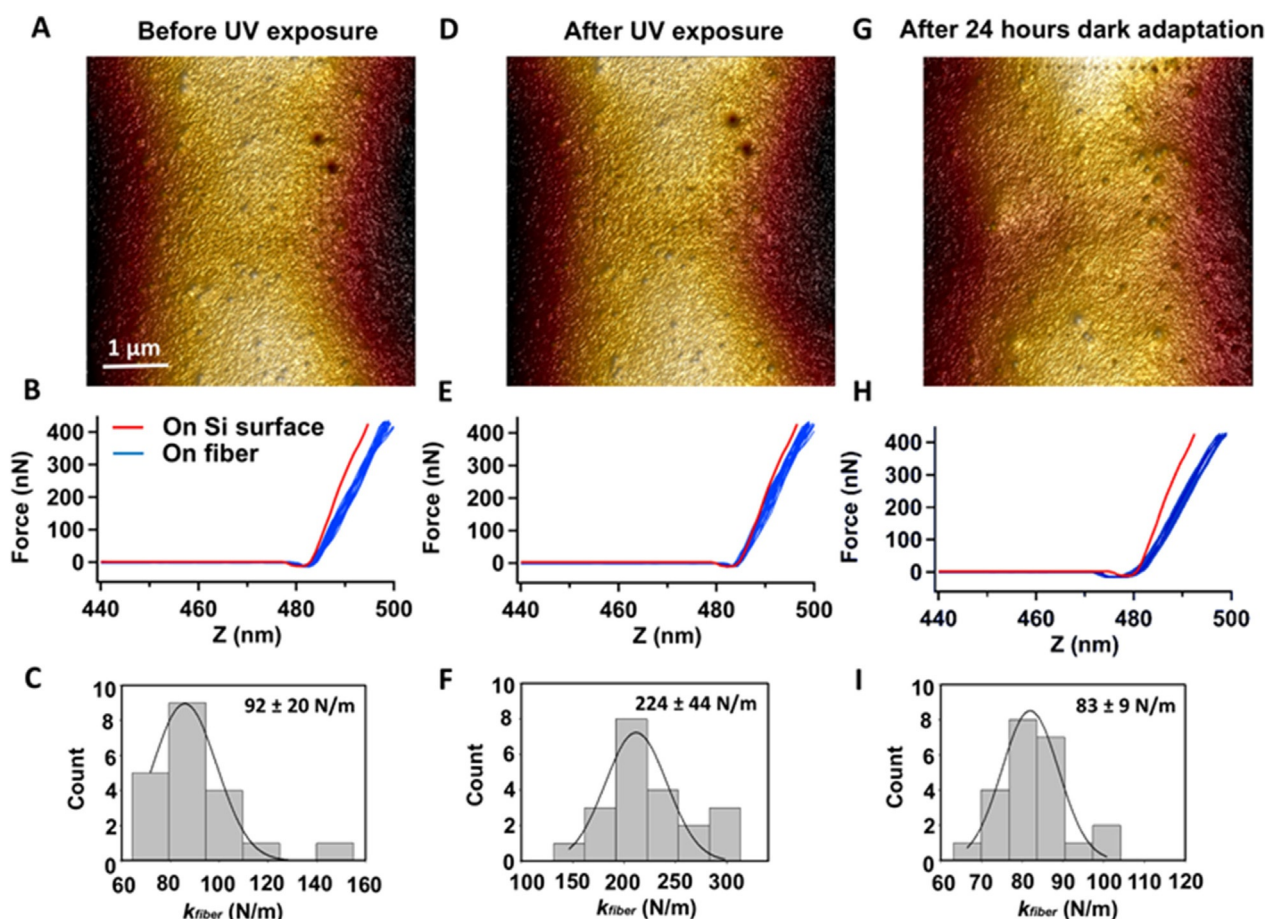 A Before UV exposure
D After UV exposure
G After 24 hours dark adaptation
1 µm
B
E
H
Force (nN)
400
300
200
100
0
On Si surface
On fiber
440 460 480 500
Z (nm)
Force (nN)
400
300
200
100
0
440 460 480 500
Z (nm)
Force (nN)
400
300
200
100
0
440 460 480 500
Z (nm)
C
Count
10
8
6
4
2
0
92 ± 20 N/m
60 80 100 120 140 160
kfiber (N/m)
F
Count
10
8
6
4
2
0
224 ± 44 N/m
100 150 200 250 300
kfiber (N/m)
I
Count
10
8
6
4
2
0
83 ± 9 N/m
60 70 80 90 100 110 120
kfiber (N/m)